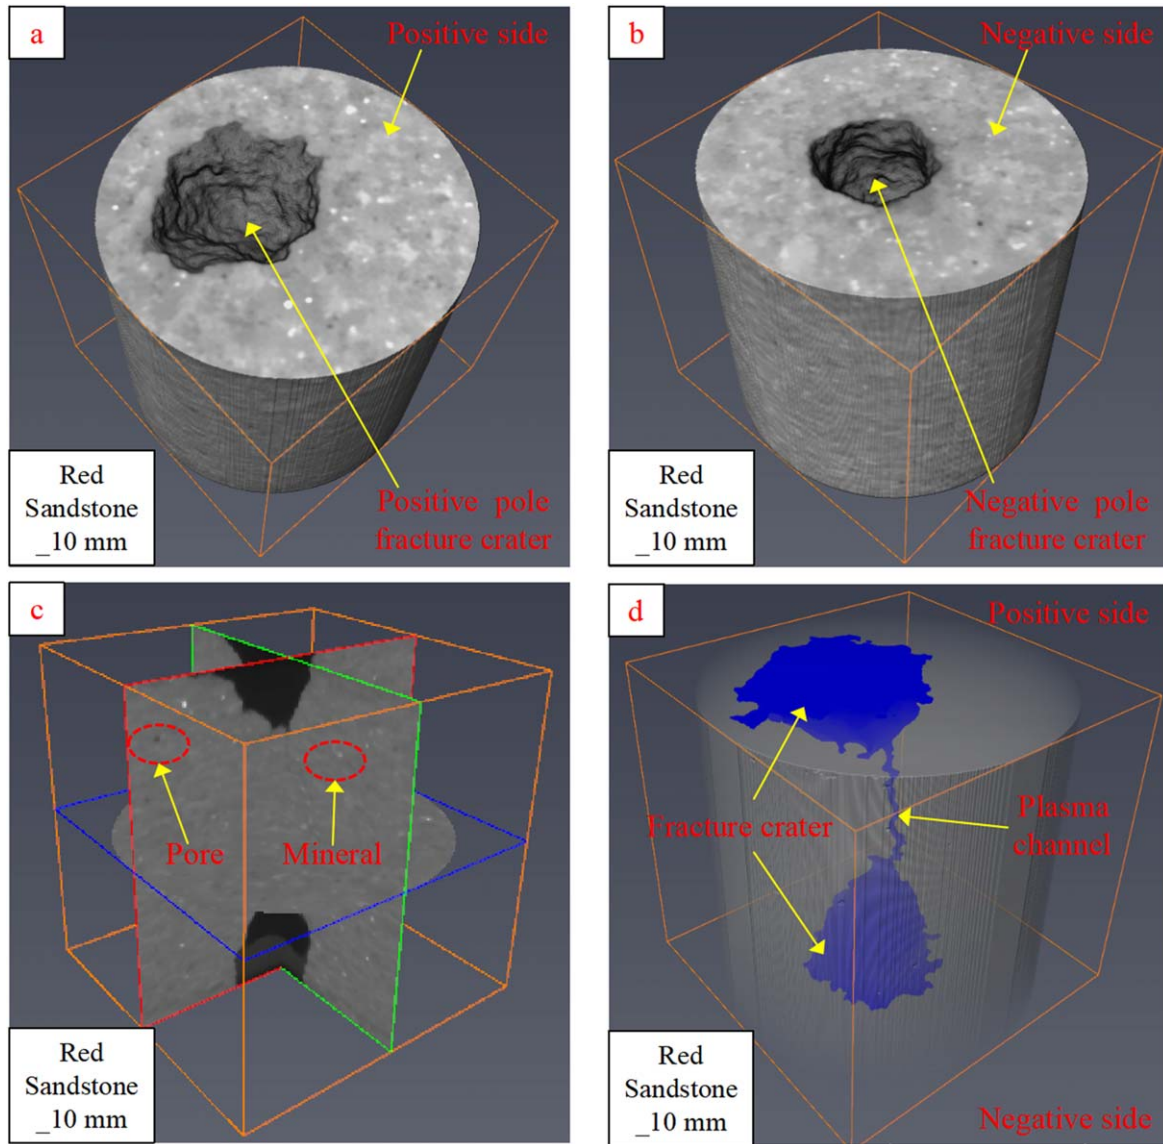 a
Positive side
Red
Sandstone
_10 mm
Positive pole
fracture crater
b
Negative side
Red
Sandstone
_10 mm
Negative pole
fracture crater
c
Pore
Mineral
Red
Sandstone
_10 mm
d
Positive side
Fracture crater
Plasma
channel
Red
Sandstone
_10 mm
Negative side